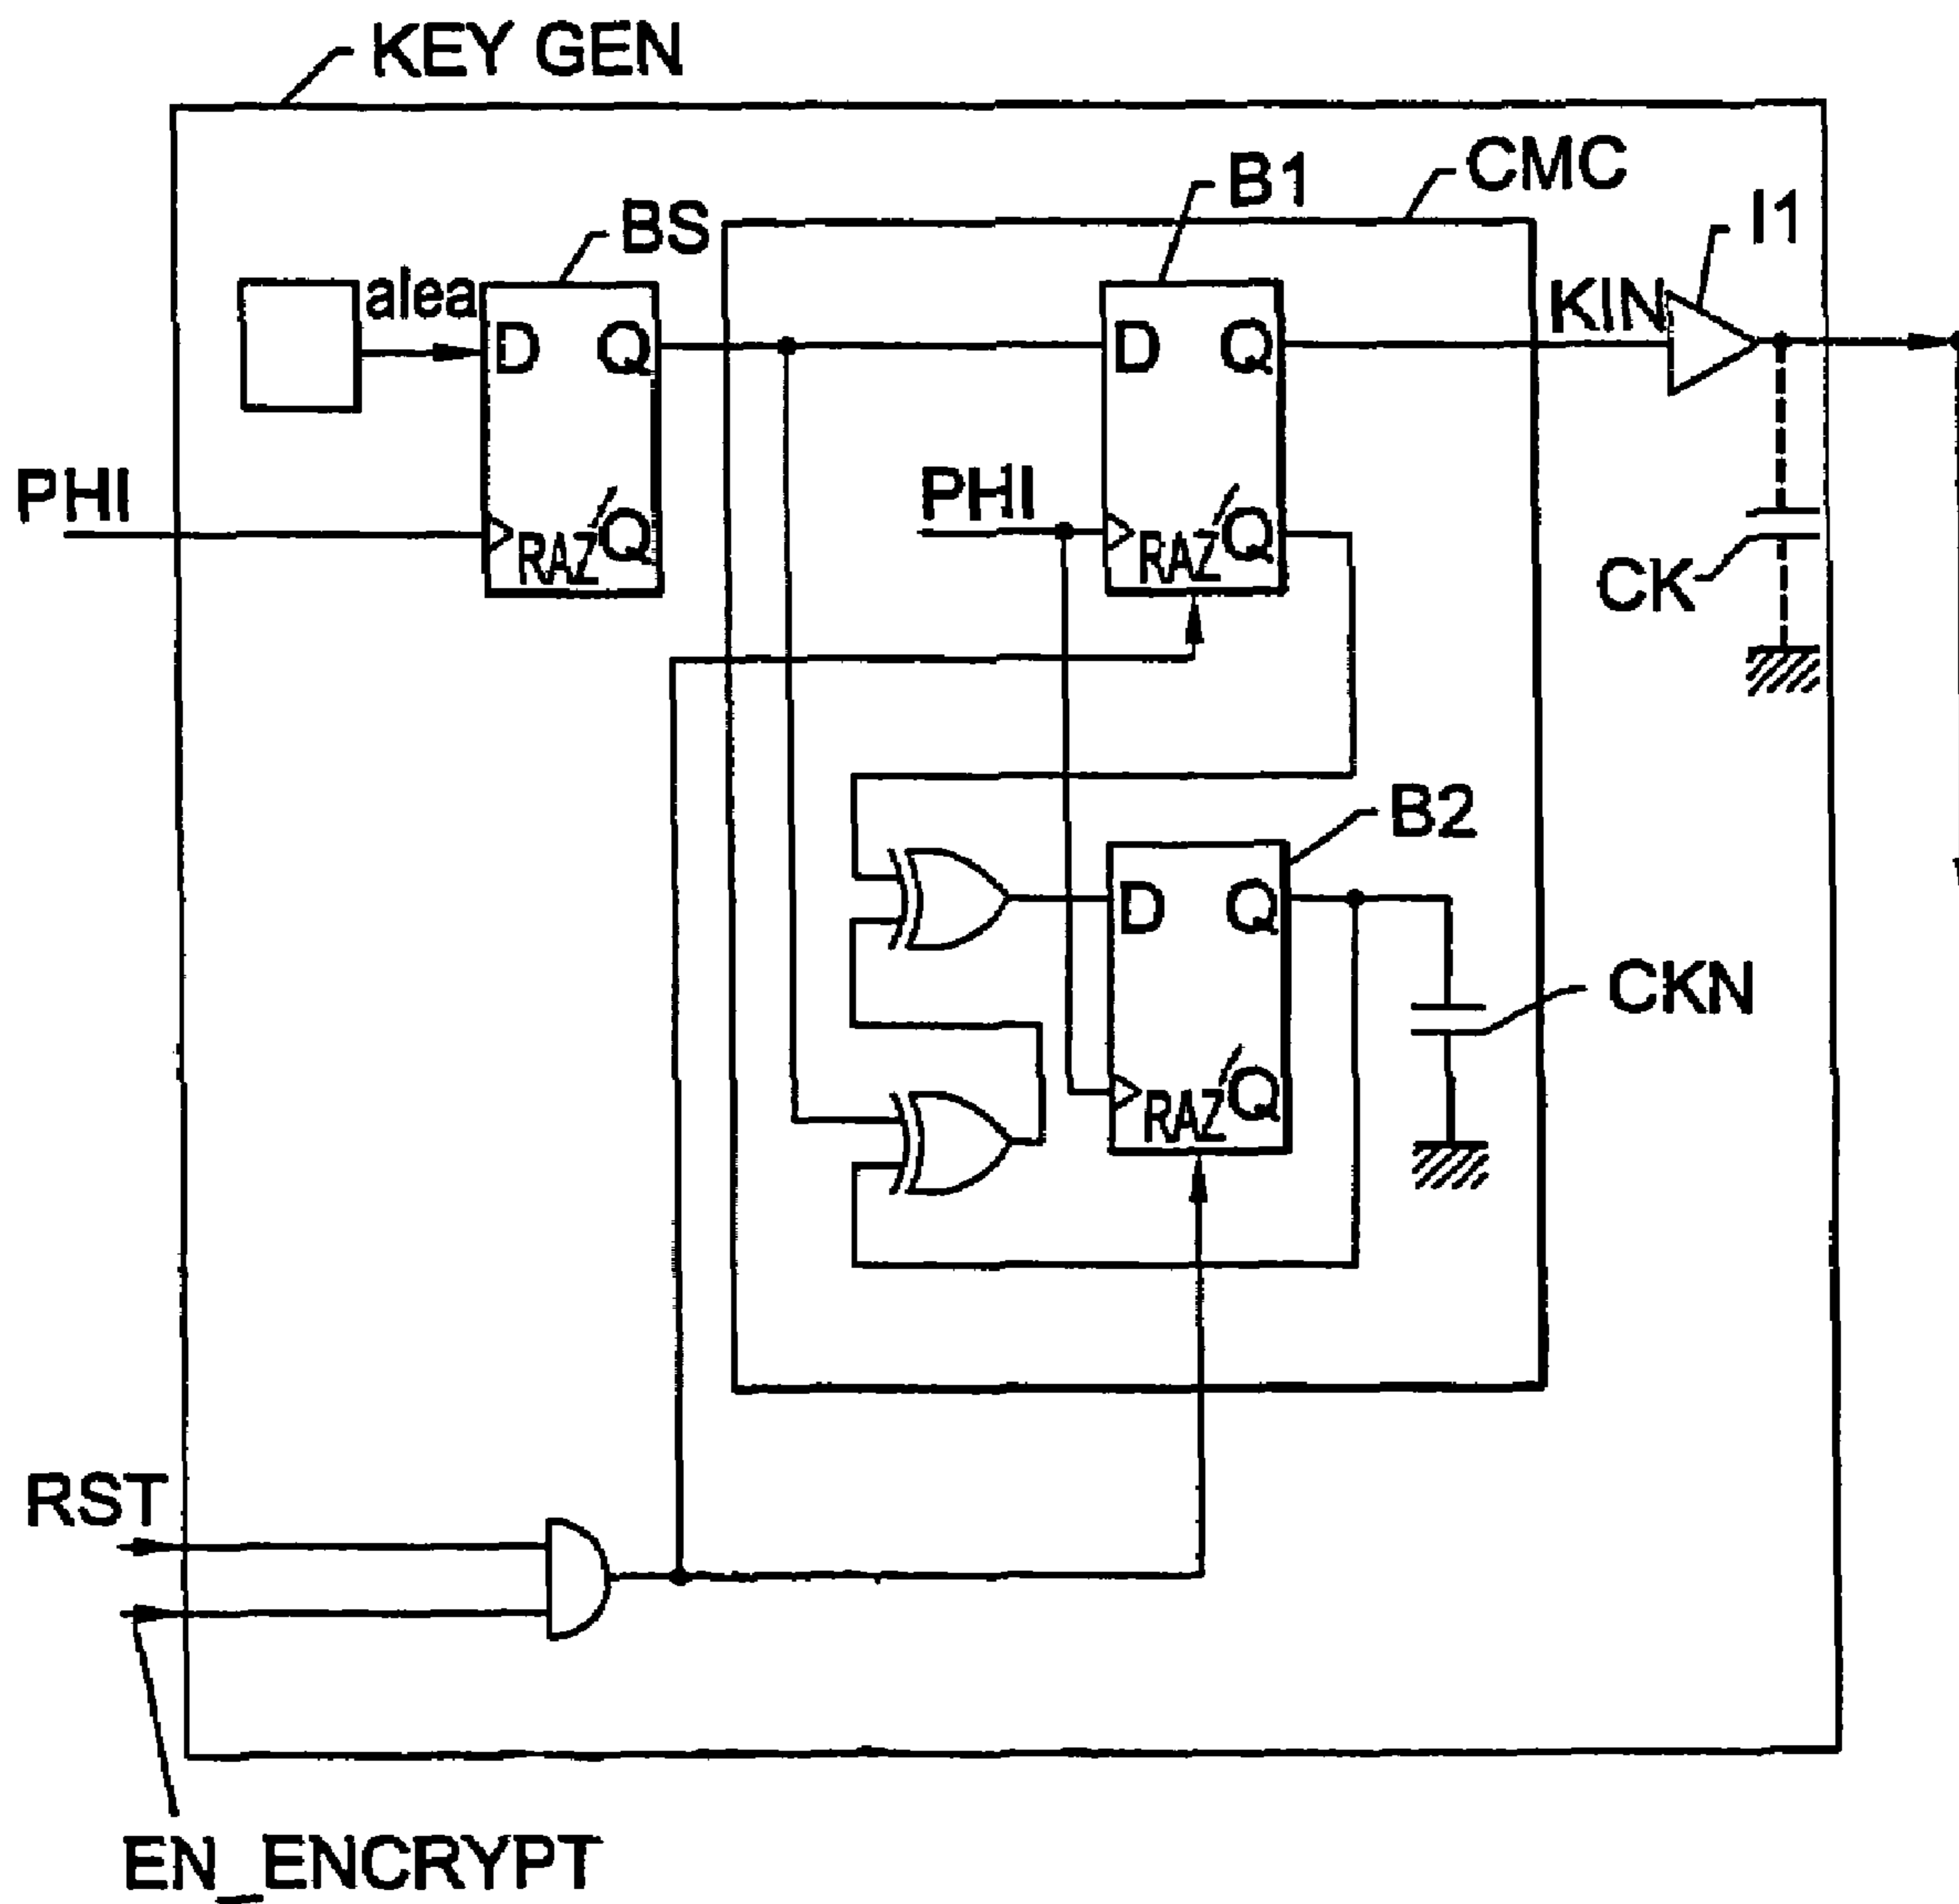 KEY GEN
B1
CMC
BS
I1
alea
D Q
D Q
KIN
PHI
PHI
RAZ /Q
RAZ /Q
CK
B2
D Q
CKN
RAZ /Q
RST
EN_ENCRYPT